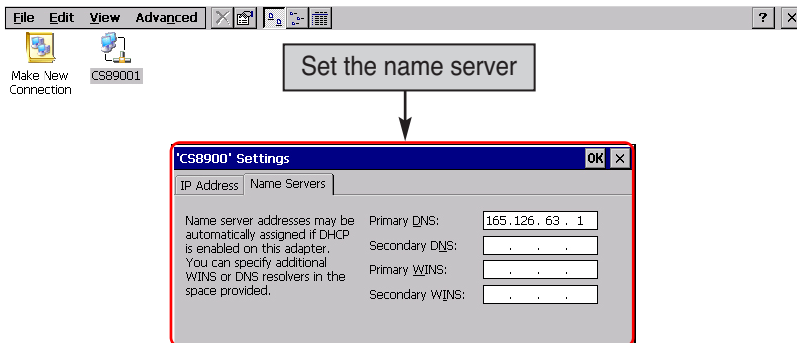 File Edit View Advanced ? ×
Make New
Connection
CS89001
Set the name server
'CS8900' Settings OK ×
IP Address Name Servers
Name server addresses may be
automatically assigned if DHCP
is enabled on this adapter.
You can specify additional
WINS or DNS resolvers in the
space provided.
Primary DNS: 165.126. 63 . 1
Secondary DNS: . . .
Primary WINS: . . .
Secondary WINS: . . .